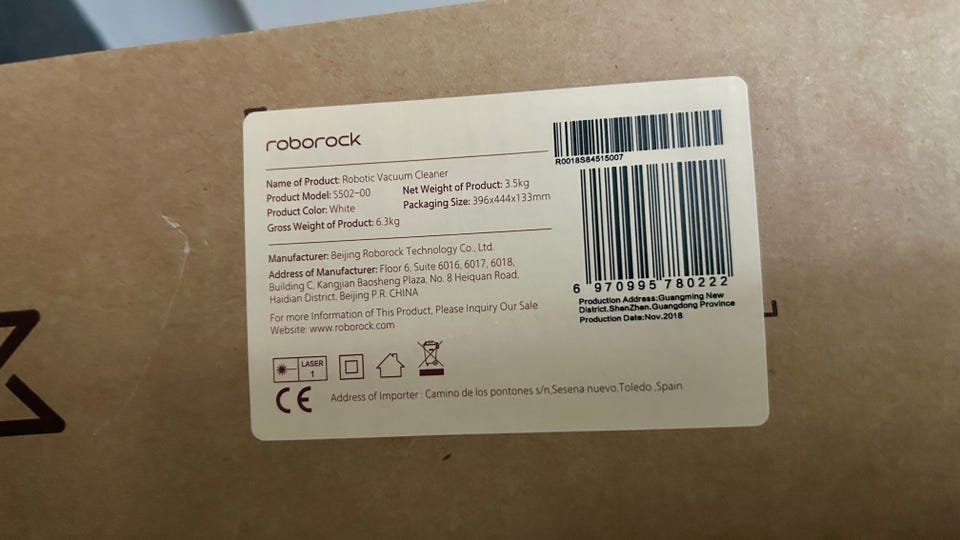 roborock
Name of Product: Robotic Vacuum Cleaner
Product Model: S502-00
Net Weight of Product: 3.5kg
Product Color: White
Packaging Size: 396x444x133mm
Gross Weight of Product: 6.3kg
Manufacturer: Beijing Roborock Technology Co., Ltd.
Address of Manufacturer: Floor 6, Suite 6016, 6017, 6018,
Building C, Kangjian Baosheng Plaza, No. 8 Heiquan Road,
Haidian District, Beijing P.R. CHINA
For more Information of This Product, Please Inquiry Our Sale
Website: www.roborock.com
LASER
1
CE
Address of Importer : Camino de los pontones s/n,Sesena nuevo,Toledo ,Spain
R0018S84515007
6 970995 780222
Production Address:Guangming New
District.ShenZhen.Guangdong Province
Production Date:Nov.2018